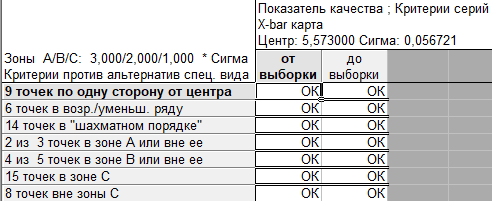 Показатель качества ; Критерии серий
X-bar карта
Центр: 5,573000 Сигма: 0,056721
Зоны  A/B/C:  3,000/2,000/1,000  * Сигма
Критерии против альтернатив спец. вида
от выборки
до выборки
9 точек по одну сторону от центра OK OK
6 точек в возр./уменьш. ряду OK OK
14 точек в "шахматном порядке" OK OK
2 из  3 точек в зоне A или вне ее OK OK
4 из  5 точек в зоне B или вне ее OK OK
15 точек в зоне C OK OK
8 точек вне зоны C OK OK